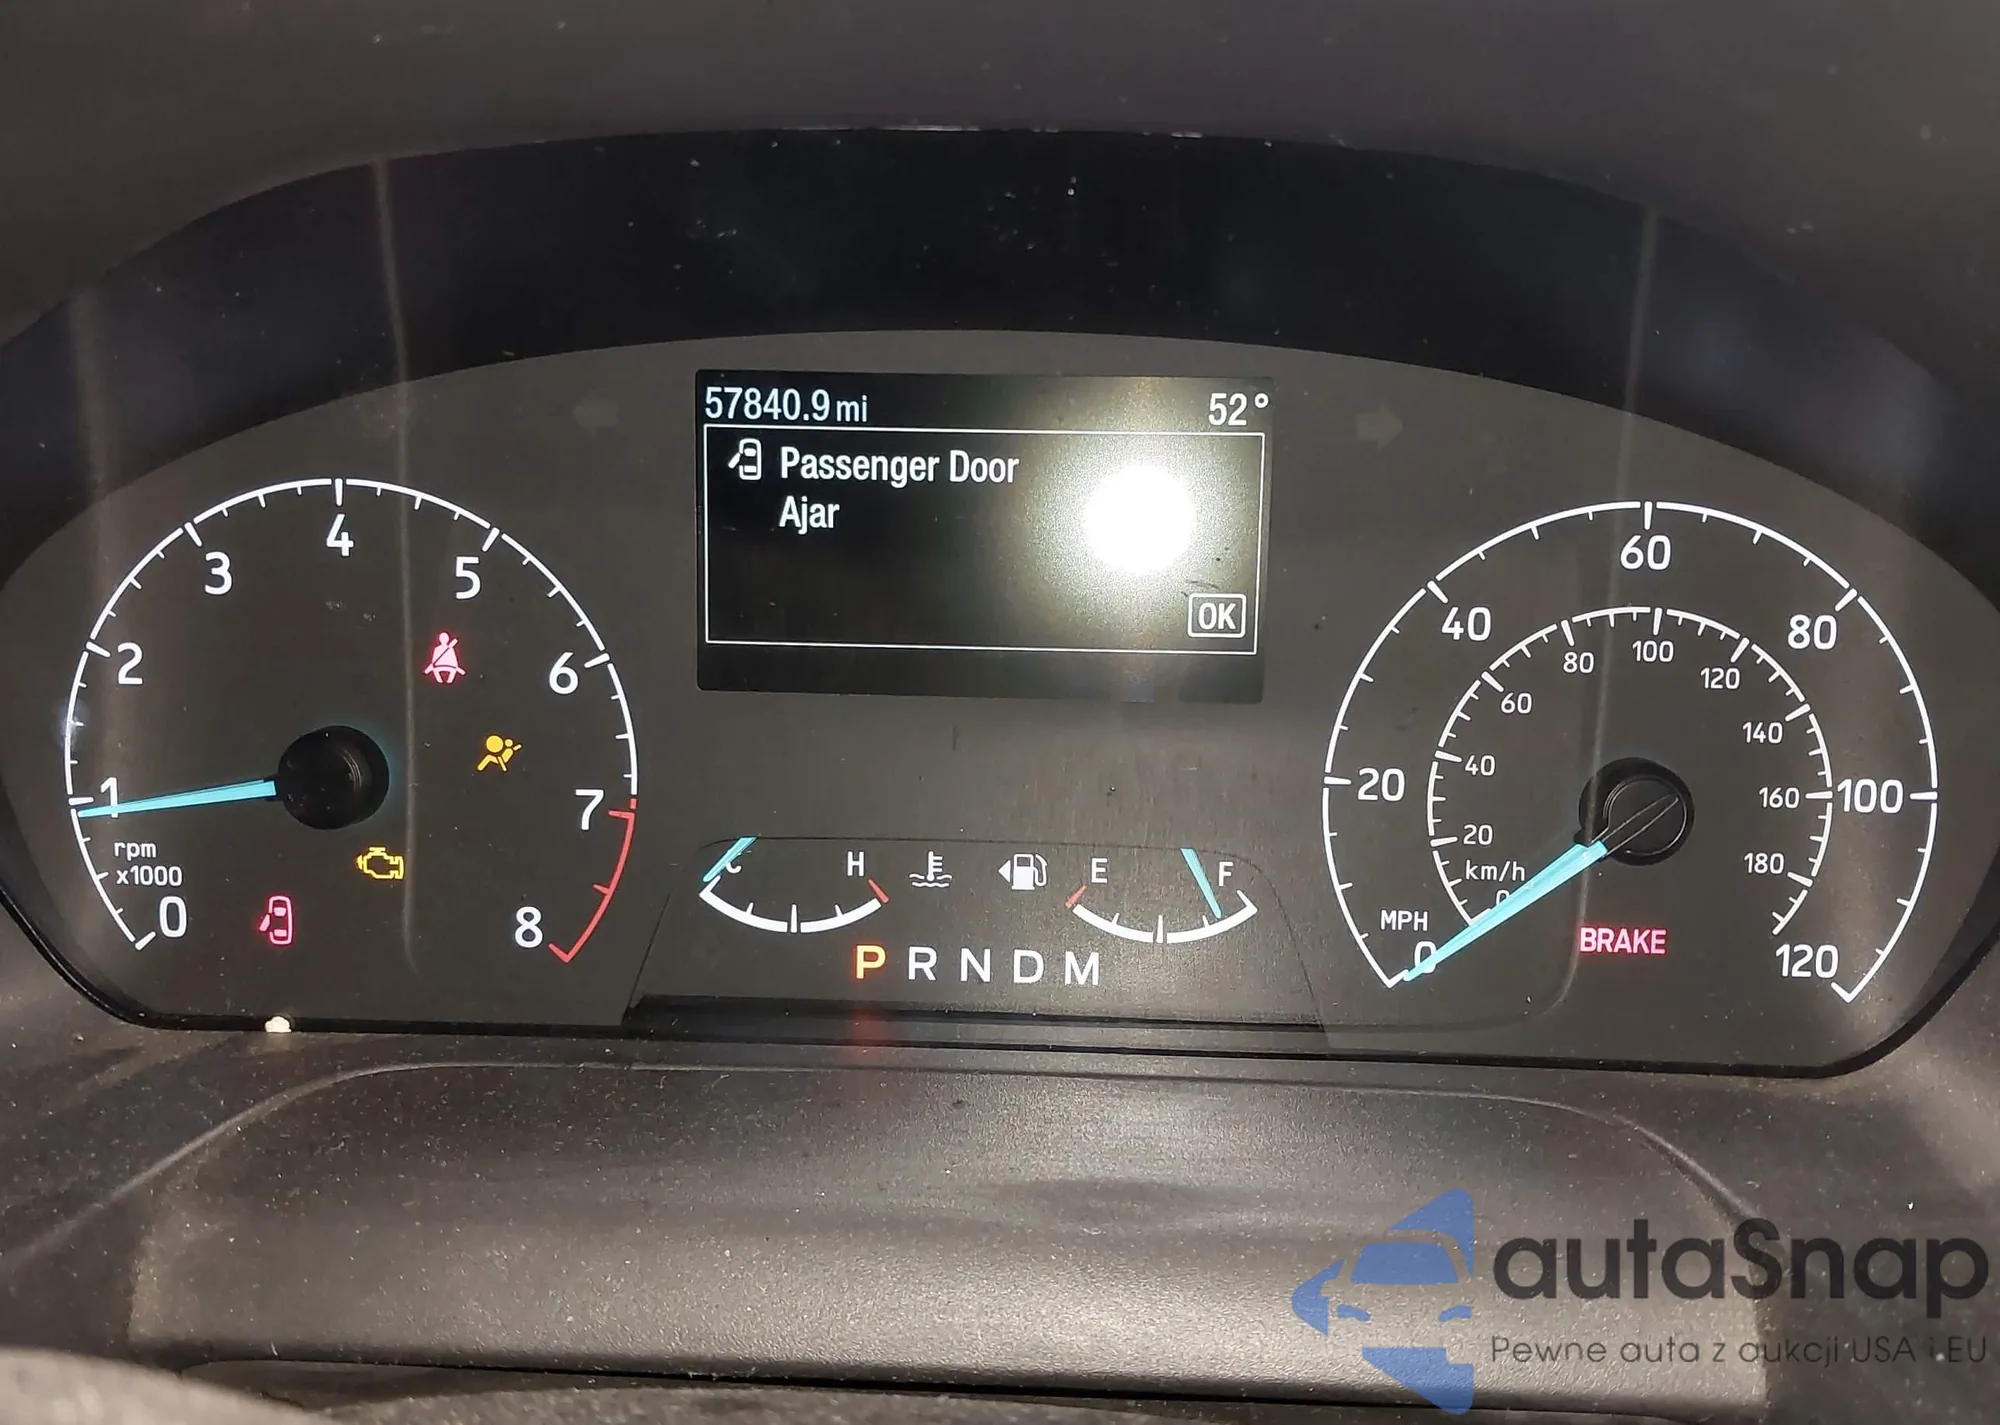 57840.9 mi 52°
Passenger Door
Ajar
OK
0 1 2 3 4 5 6 7 8
rpm
x1000
C H
E F
P R N D M
0 20 40 60 80 100 120
MPH
0 20 40 60 80 100 120 140 160 180
km/h
BRAKE
autaSnap
Pewne auta z aukcji USA i EU